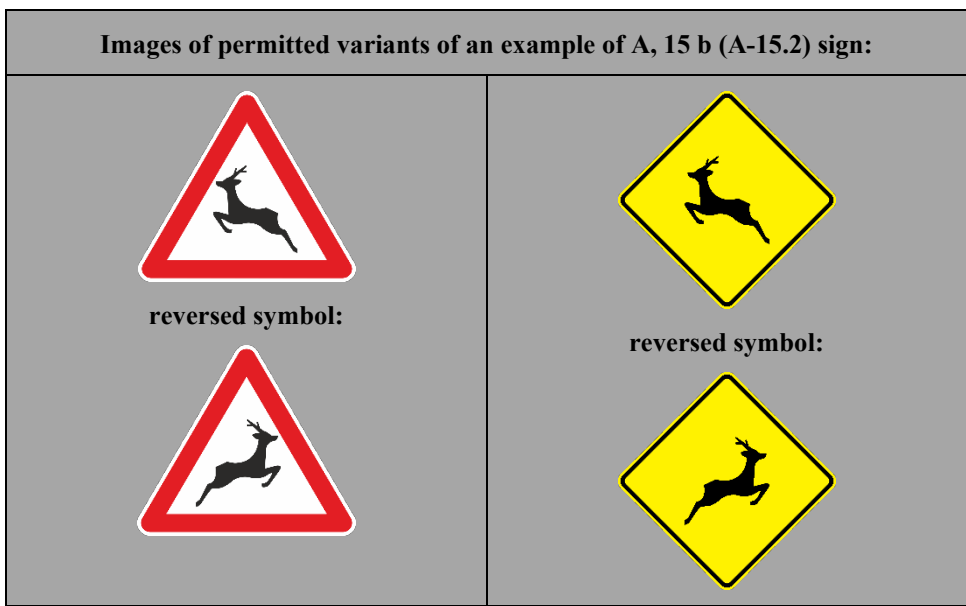 Images of permitted variants of an example of A, 15 b (A-15.2) sign:
reversed symbol:
reversed symbol: